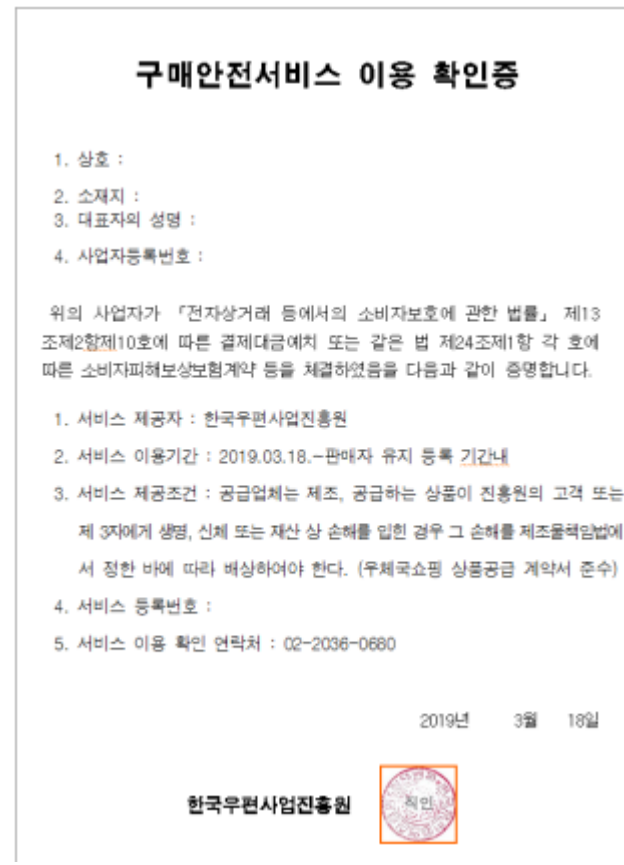 구매안전서비스 이용 확인증
1. 상호 :
2. 소재지 :
3. 대표자의 성명 :
4. 사업자등록번호 :
위의 사업자가 「전자상거래 등에서의 소비자보호에 관한 법률」 제13
조제2항제10호에 따른 결제대금예치 또는 같은 법 제24조제1항 각 호에
따른 소비자피해보상보험계약 등을 체결하였음을 다음과 같이 증명합니다.
1. 서비스 제공자 : 한국우편사업진흥원
2. 서비스 이용기간 : 2019.03.18.-판매자 유지 등록 기간내
3. 서비스 제공조건 : 공급업체는 제조, 공급하는 상품이 진흥원의 고객 또는
제 3자에게 생명, 신체 또는 재산 상 손해를 입힌 경우 그 손해를 제조물책임법에
서 정한 바에 따라 배상하여야 한다. (우체국쇼핑 상품공급 계약서 준수)
4. 서비스 등록번호 :
5. 서비스 이용 확인 연락처 : 02-2036-0680
2019년 3월 18일
한국우편사업진흥원
직인